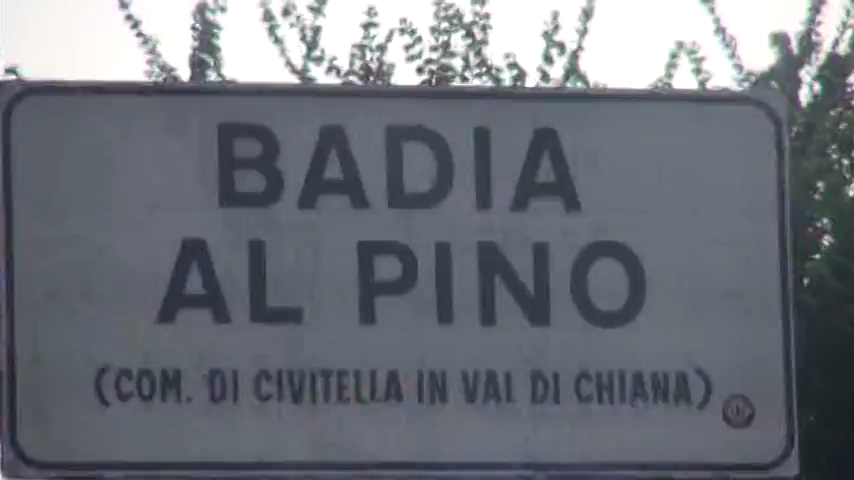 BADIA
AL PINO
(COM. DI CIVITELLA IN VAL DI CHIANA)